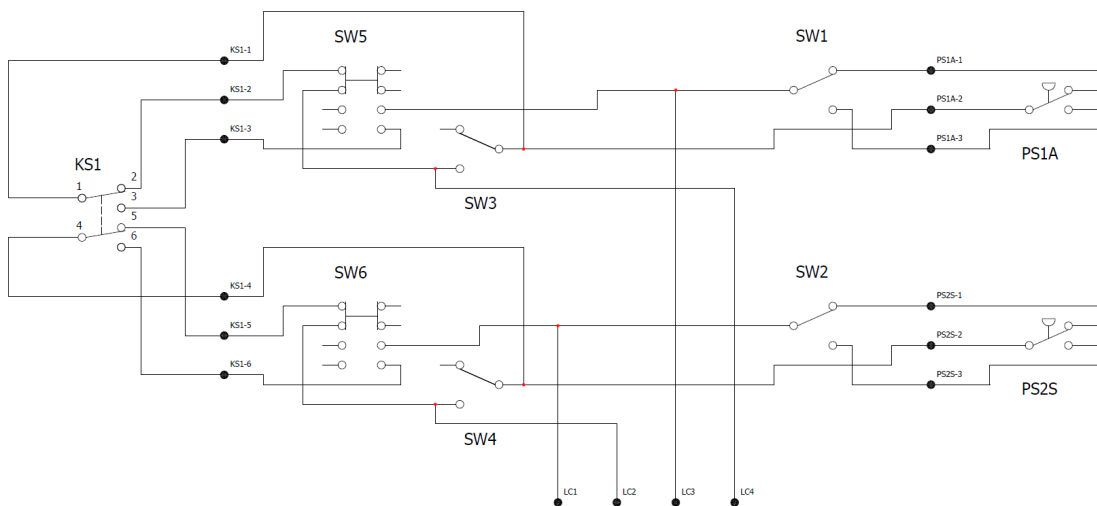 SW5
SW1
KS1-1
PS1A-1
KS1-2
PS1A-2
KS1-3
PS1A-3
KS1
PS1A
2
1
3
SW3
5
4
6
SW6
SW2
KS1-4
PS2S-1
KS1-5
PS2S-2
KS1-6
PS2S-3
PS2S
SW4
LC1
LC2
LC3
LC4